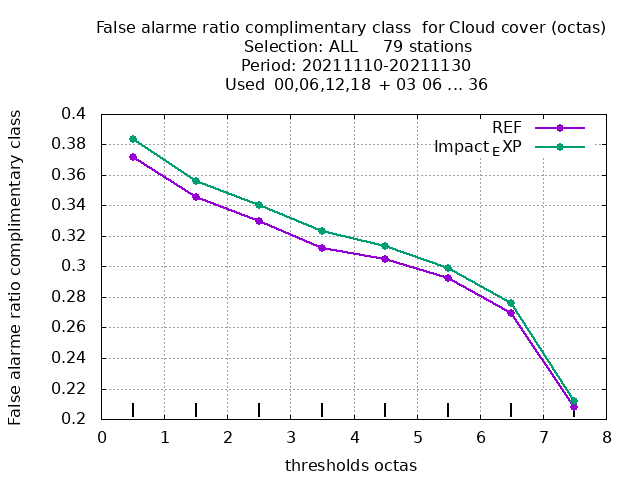 False alarme ratio complimentary class  for Cloud cover (octas)
Selection: ALL     79 stations
Period: 20211110-20211130
Used  00,06,12,18  + 03 06 ... 36
False alarme ratio complimentary class
0.4
0.38
0.36
0.34
0.32
0.3
0.28
0.26
0.24
0.22
0.2
REF
Impact_EXP
0 1 2 3 4 5 6 7 8
thresholds octas